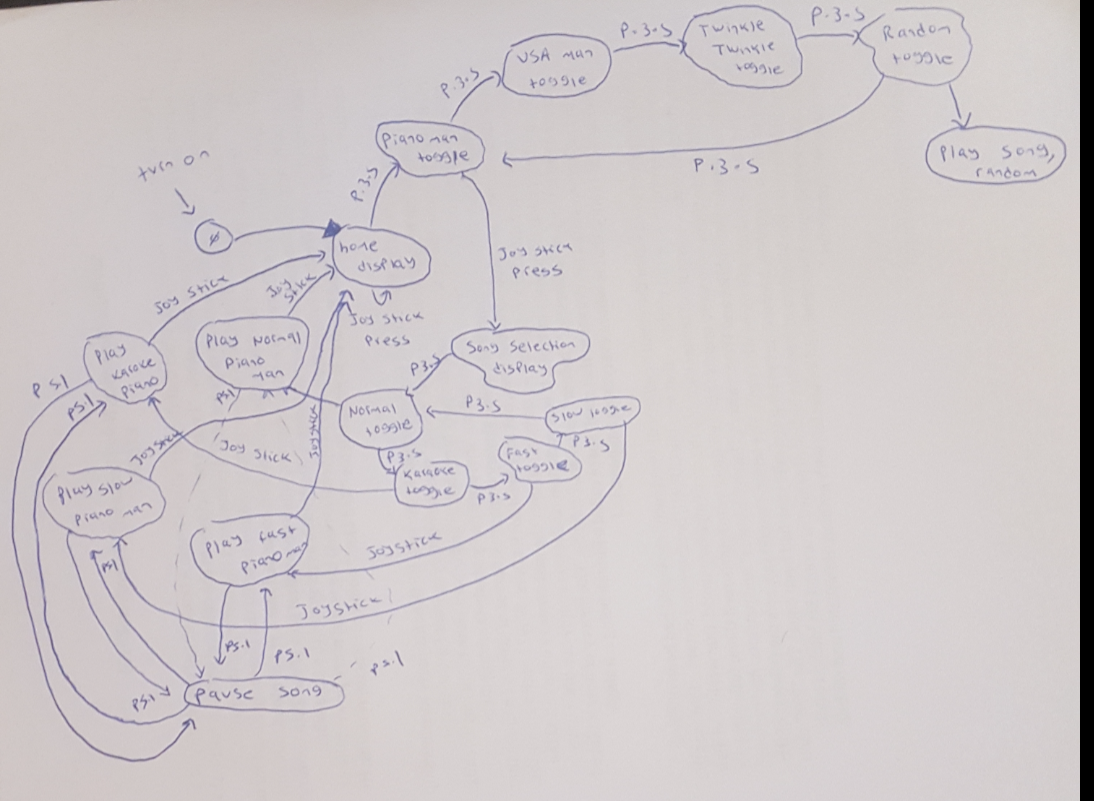 P.3.S
P.3.S
Random
toggle
Twinkle
Twinkle
toggle
USA man
toggle
P.3.S
Piano man
toggle
Play song,
random
P.3.S
turn on
P.3.S
Ø
home
display
Joy stick
press
Joy stick
Joy
stick
Joy stick
press
Play Normal
Piano
man
Song Selection
display
Play
karaoke
piano
P3.S
PS.1
PS.1
PS1
Normal
toggle
P3.S
Slow toggle
Joystick
Joystick
Joy stick
P3.S
P3.S
Fast
toggle
Karaoke
toggle
P3.S
Play slow
piano man
Play fast
piano man
Joystick
PS1
Joystick
PS.1
PS.1
PS.1
PS.1
Pause song